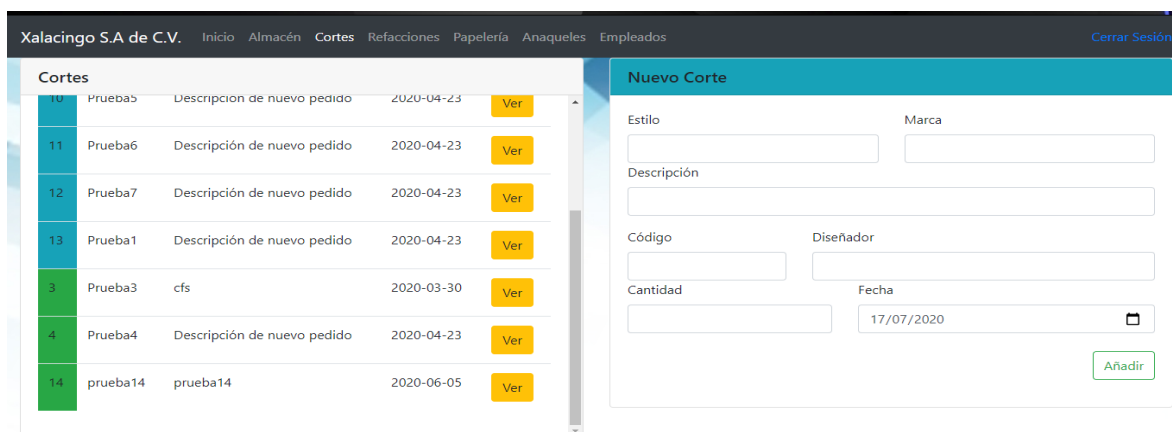 Xalacingo S.A de C.V. Inicio Almacén Cortes Refacciones Papelería Anaqueles Empleados Cerrar Sesión
Cortes
10 Prueba5 Descripción de nuevo pedido 2020-04-23 Ver
11 Prueba6 Descripción de nuevo pedido 2020-04-23 Ver
12 Prueba7 Descripción de nuevo pedido 2020-04-23 Ver
13 Prueba1 Descripción de nuevo pedido 2020-04-23 Ver
3 Prueba3 cfs 2020-03-30 Ver
4 Prueba4 Descripción de nuevo pedido 2020-04-23 Ver
14 prueba14 prueba14 2020-06-05 Ver
Nuevo Corte
Estilo Marca
Descripción
Código Diseñador
Cantidad Fecha
17/07/2020
Añadir